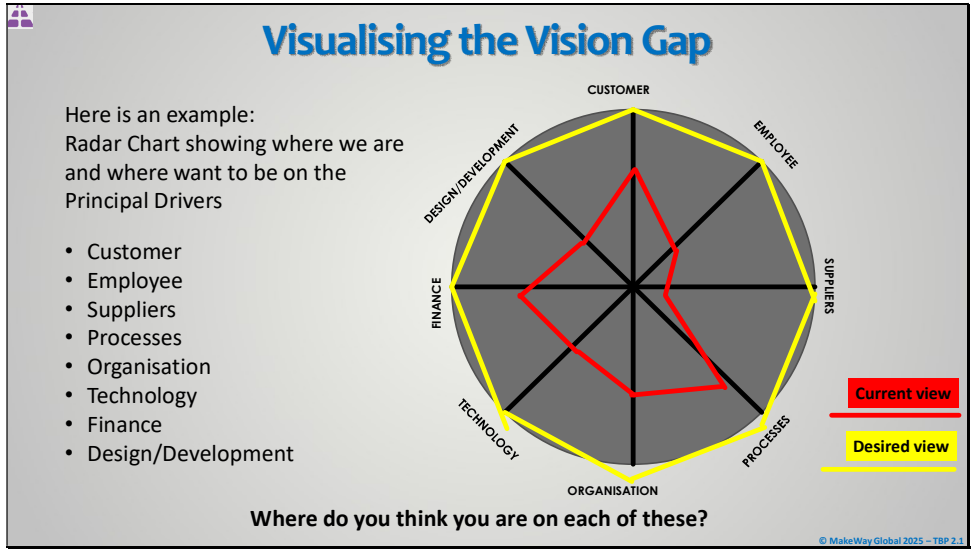 Visualising the Vision Gap
Here is an example:
Radar Chart showing where we are
and where want to be on the
Principal Drivers
• Customer
• Employee
• Suppliers
• Processes
• Organisation
• Technology
• Finance
• Design/Development
CUSTOMER
EMPLOYEE
SUPPLIERS
PROCESSES
ORGANISATION
TECHNOLOGY
FINANCE
DESIGN/DEVELOPMENT
Current view
Desired view
Where do you think you are on each of these?
© MakeWay Global 2025 – TBP 2.1